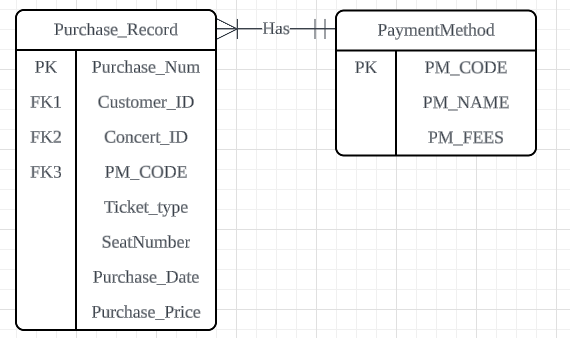 Purchase_Record
PK Purchase_Num
FK1 Customer_ID
FK2 Concert_ID
FK3 PM_CODE
Ticket_type
SeatNumber
Purchase_Date
Purchase_Price
Has
PaymentMethod
PK PM_CODE
PM_NAME
PM_FEES